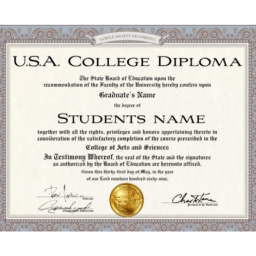 U.S.A. COLLEGE DIPLOMA
The State Board of Education upon the
recommendation of the Faculty of the University hereby confers upon
Graduate's Name
the degree of
STUDENTS NAME
together with all the rights, privileges and honors appertaining thereto in
consideration of the satisfactory completion of the course prescribed in the
College of Arts and Sciences
In Testimony Whereof, the seal of the State and the signatures
as authorized by the Board of Education are hereunto affixed.
Given this thirty-first day of May, in the year
of our Lord nineteen hundred sixty-nine.